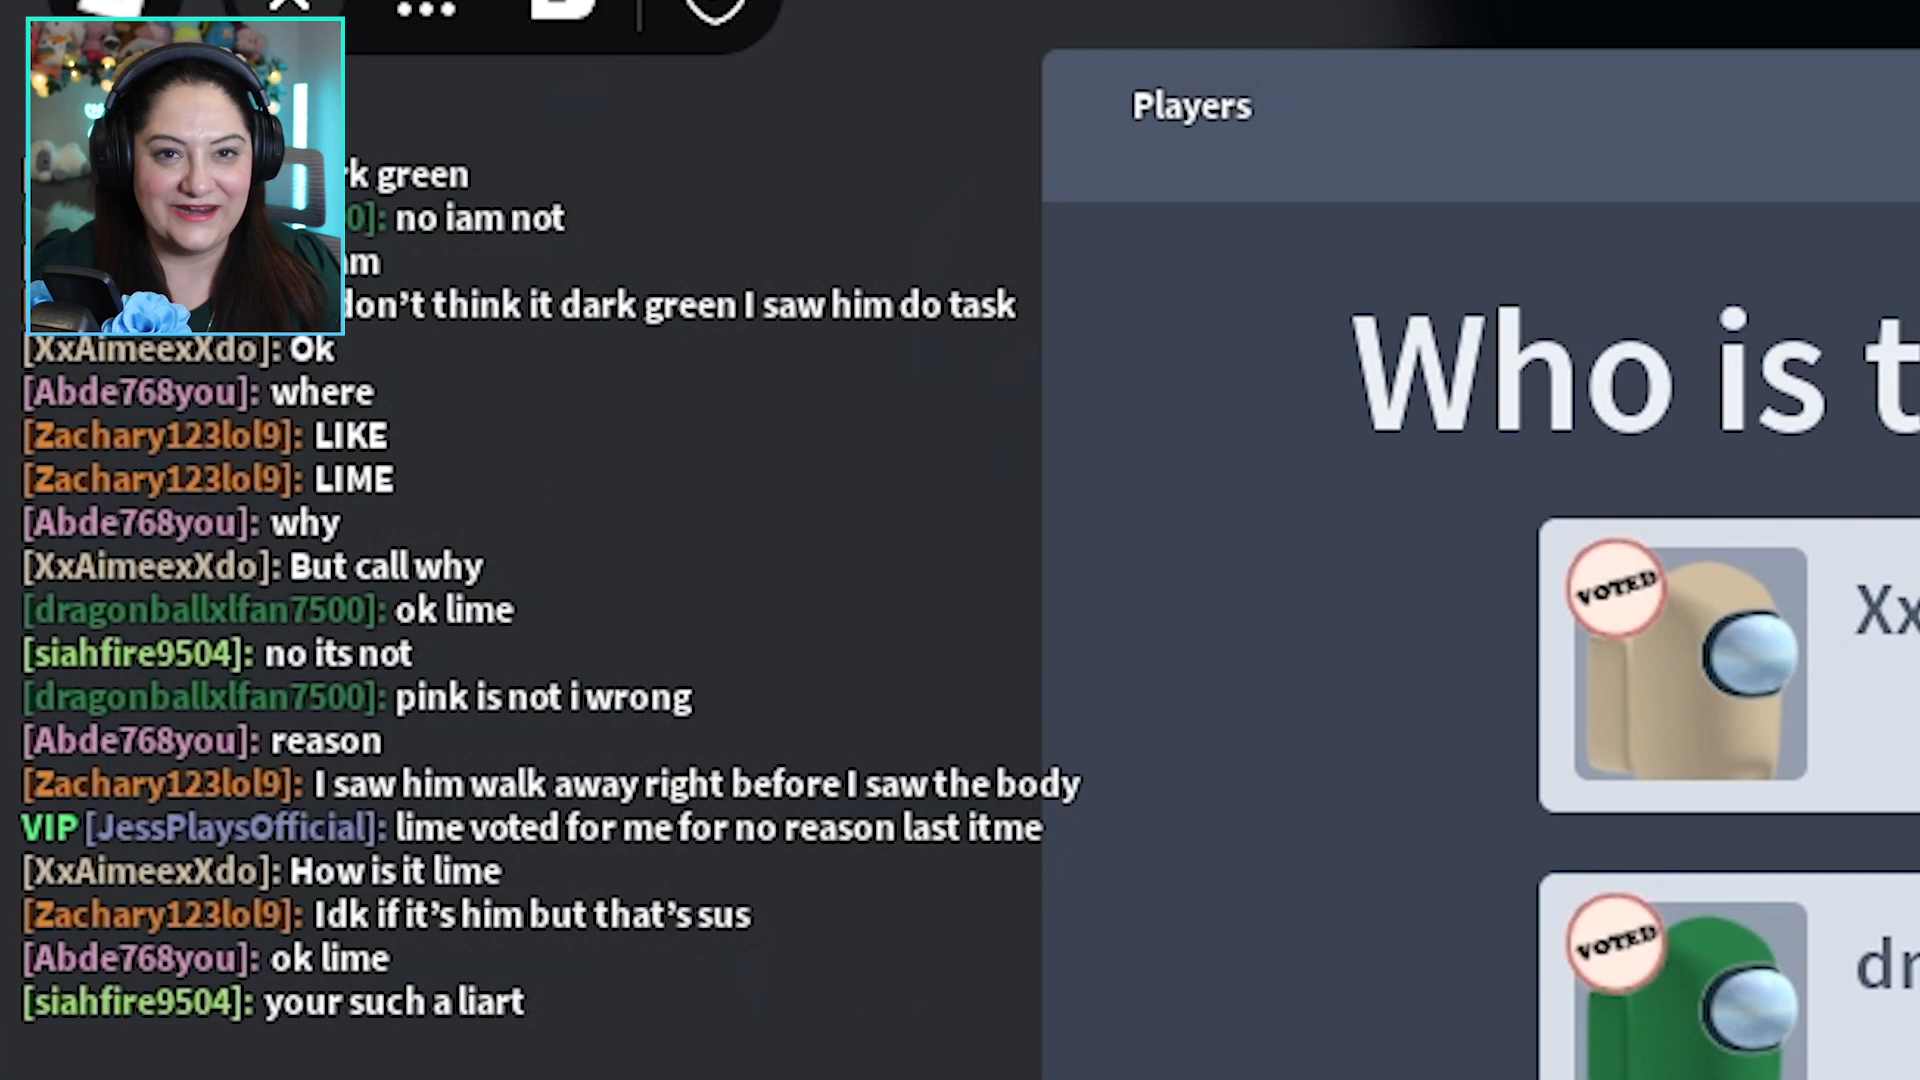 Players
green
no iam not
don't think it dark green I saw him do task
[XxAimeexXdo]: Ok
[Abde768you]: where
[Zachary123lol9]: LIKE
[Zachary123lol9]: LIME
[Abde768you]: why
[XxAimeexXdo]: But call why
[dragonballxlfan7500]: ok lime
[siahfire9504]: no its not
[dragonballxlfan7500]: pink is not i wrong
[Abde768you]: reason
[Zachary123lol9]: I saw him walk away right before I saw the body
VIP [JessPlaysOfficial]: lime voted for me for no reason last itme
[XxAimeexXdo]: How is it lime
[Zachary123lol9]: Idk if it's him but that's sus
[Abde768you]: ok lime
[siahfire9504]: your such a liart
Who is t
VOTED
Xx
VOTED
dr